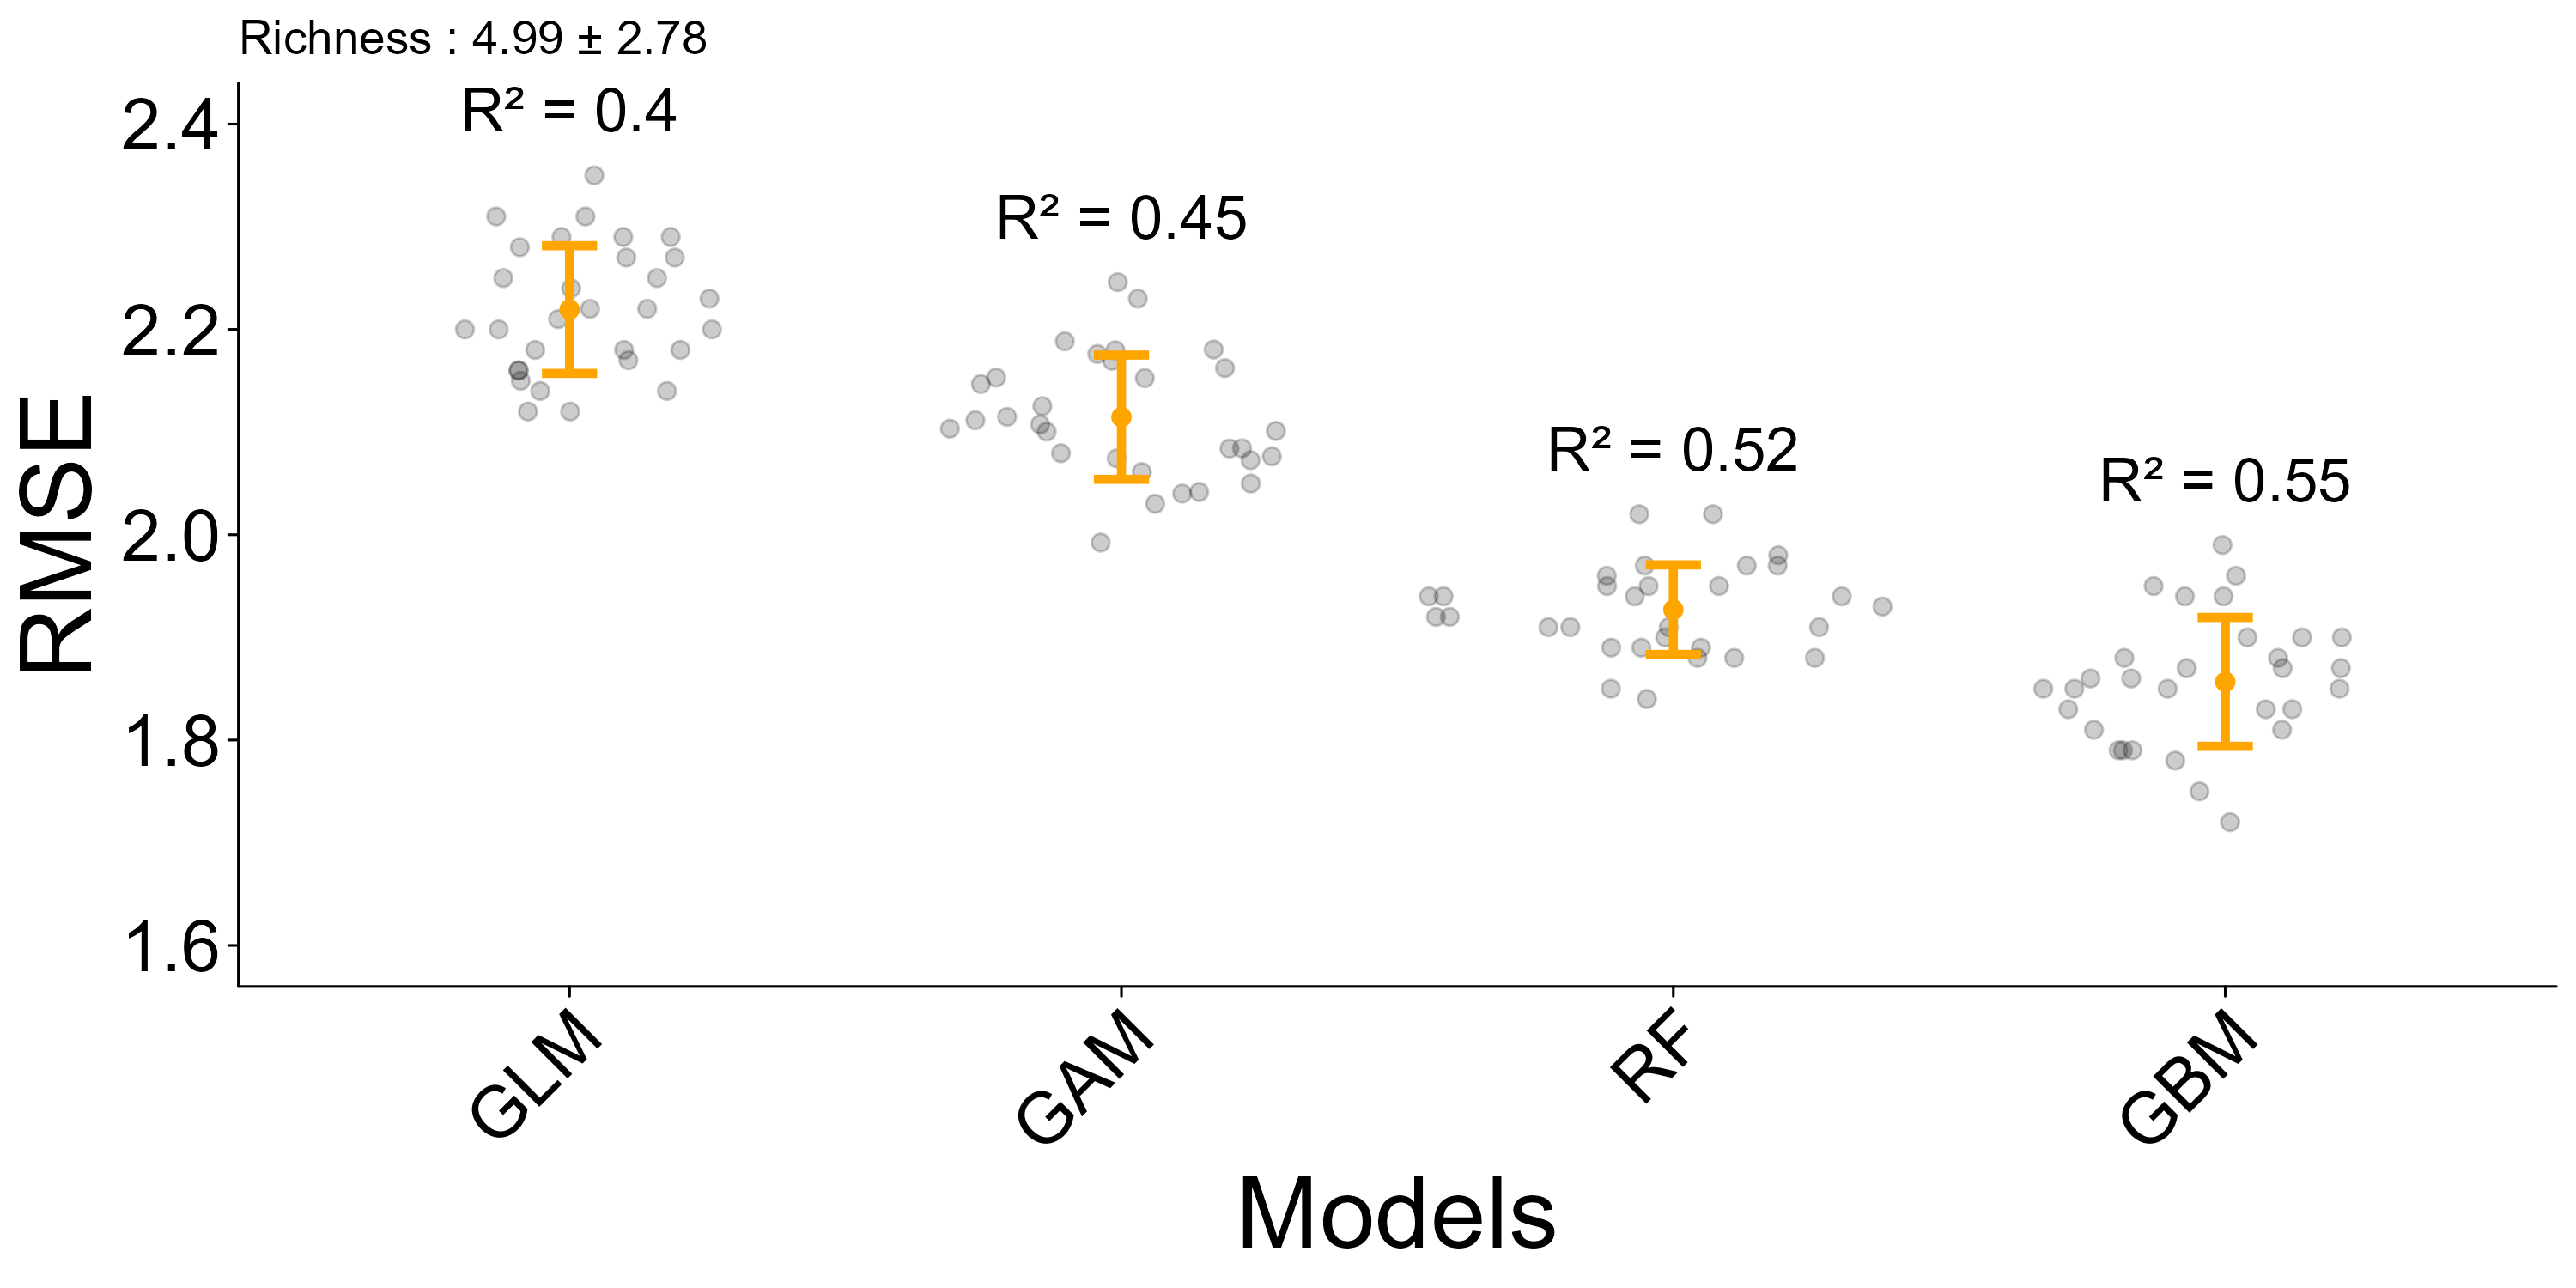 Richness : 4.99 ± 2.78
R² = 0.4
R² = 0.45
R² = 0.52
R² = 0.55
RMSE
2.4
2.2
2.0
1.8
1.6
GLM
GAM
RF
GBM
Models